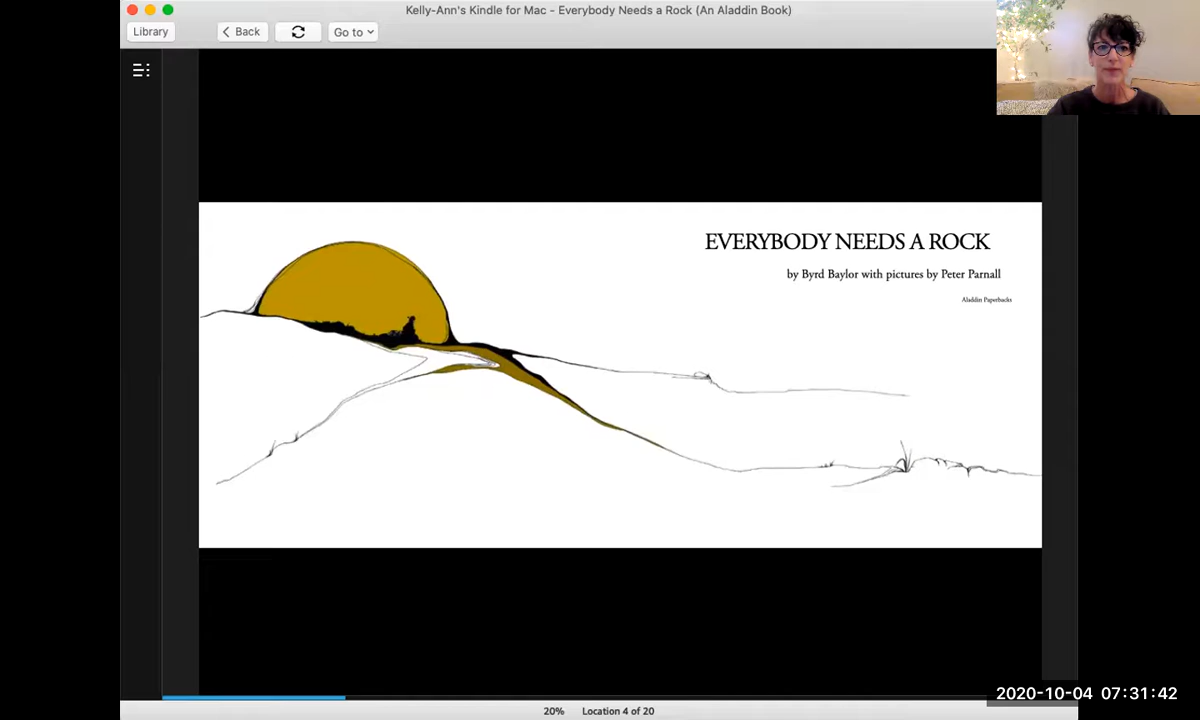 Kelly-Ann's Kindle for Mac - Everybody Needs a Rock (An Aladdin Book)
Library
Back
Go to
EVERYBODY NEEDS A ROCK
by Byrd Baylor with pictures by Peter Parnall
Aladdin Paperbacks
2020-10-04 07:31:42
20%
Location 4 of 20